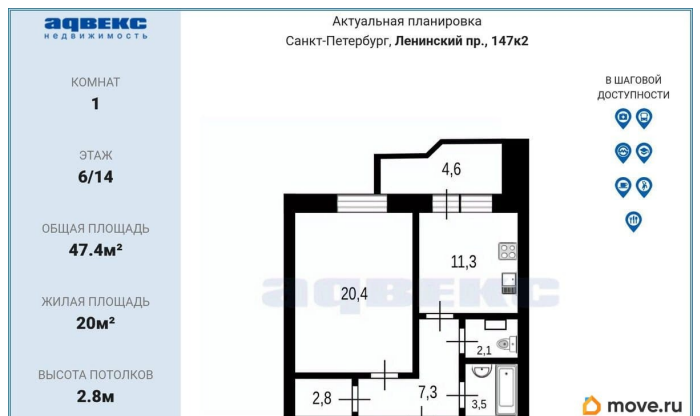 адвекс
недвижимость
КОМНАТ
1
ЭТАЖ
6/14
ОБЩАЯ ПЛОЩАДЬ
47.4м²
ЖИЛАЯ ПЛОЩАДЬ
20м²
ВЫСОТА ПОТОЛКОВ
2.8м
Актуальная планировка
Санкт-Петербург, Ленинский пр., 147к2
4,6
11,3
20,4
адвекс
2,1
7,3
2,8
3,5
В ШАГОВОЙ
ДОСТУПНОСТИ
move.ru